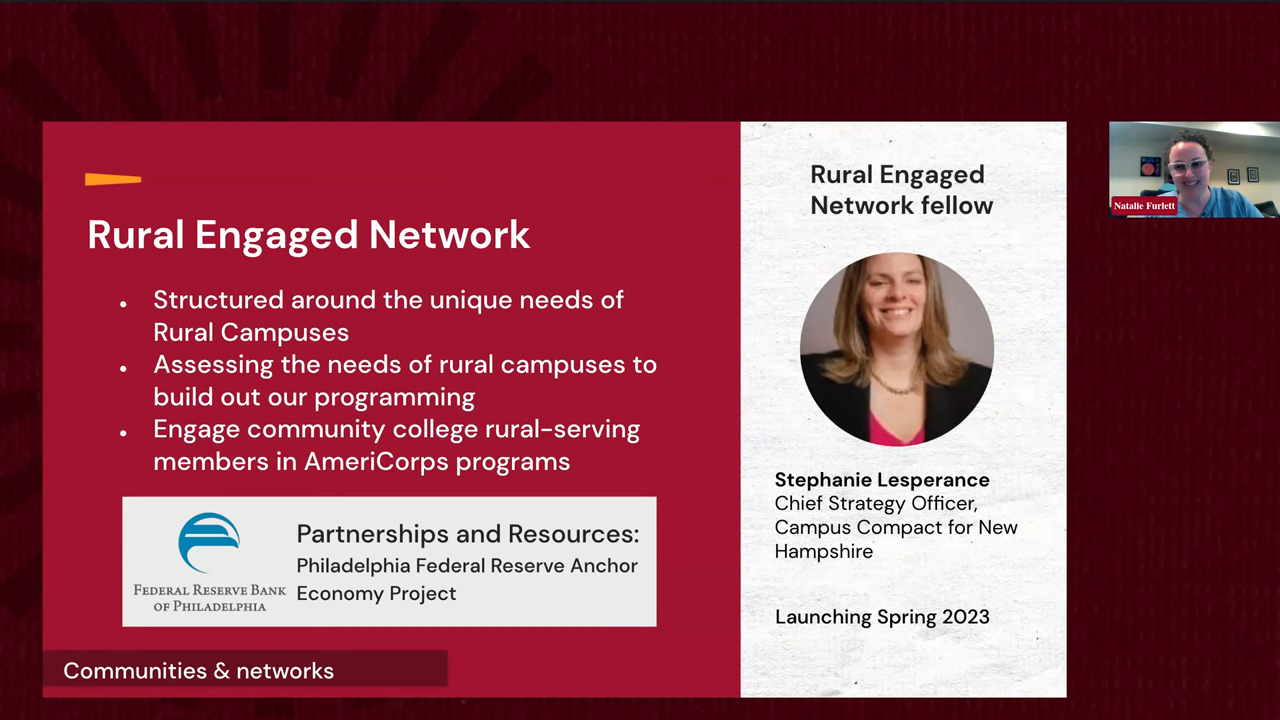 Rural Engaged Network
• Structured around the unique needs of
Rural Campuses
• Assessing the needs of rural campuses to
build out our programming
• Engage community college rural-serving
members in AmeriCorps programs
FEDERAL RESERVE BANK
OF PHILADELPHIA
Partnerships and Resources:
Philadelphia Federal Reserve Anchor
Economy Project
Communities & networks
Rural Engaged
Network fellow
Stephanie Lesperance
Chief Strategy Officer,
Campus Compact for New
Hampshire
Launching Spring 2023
Natalie Furlett